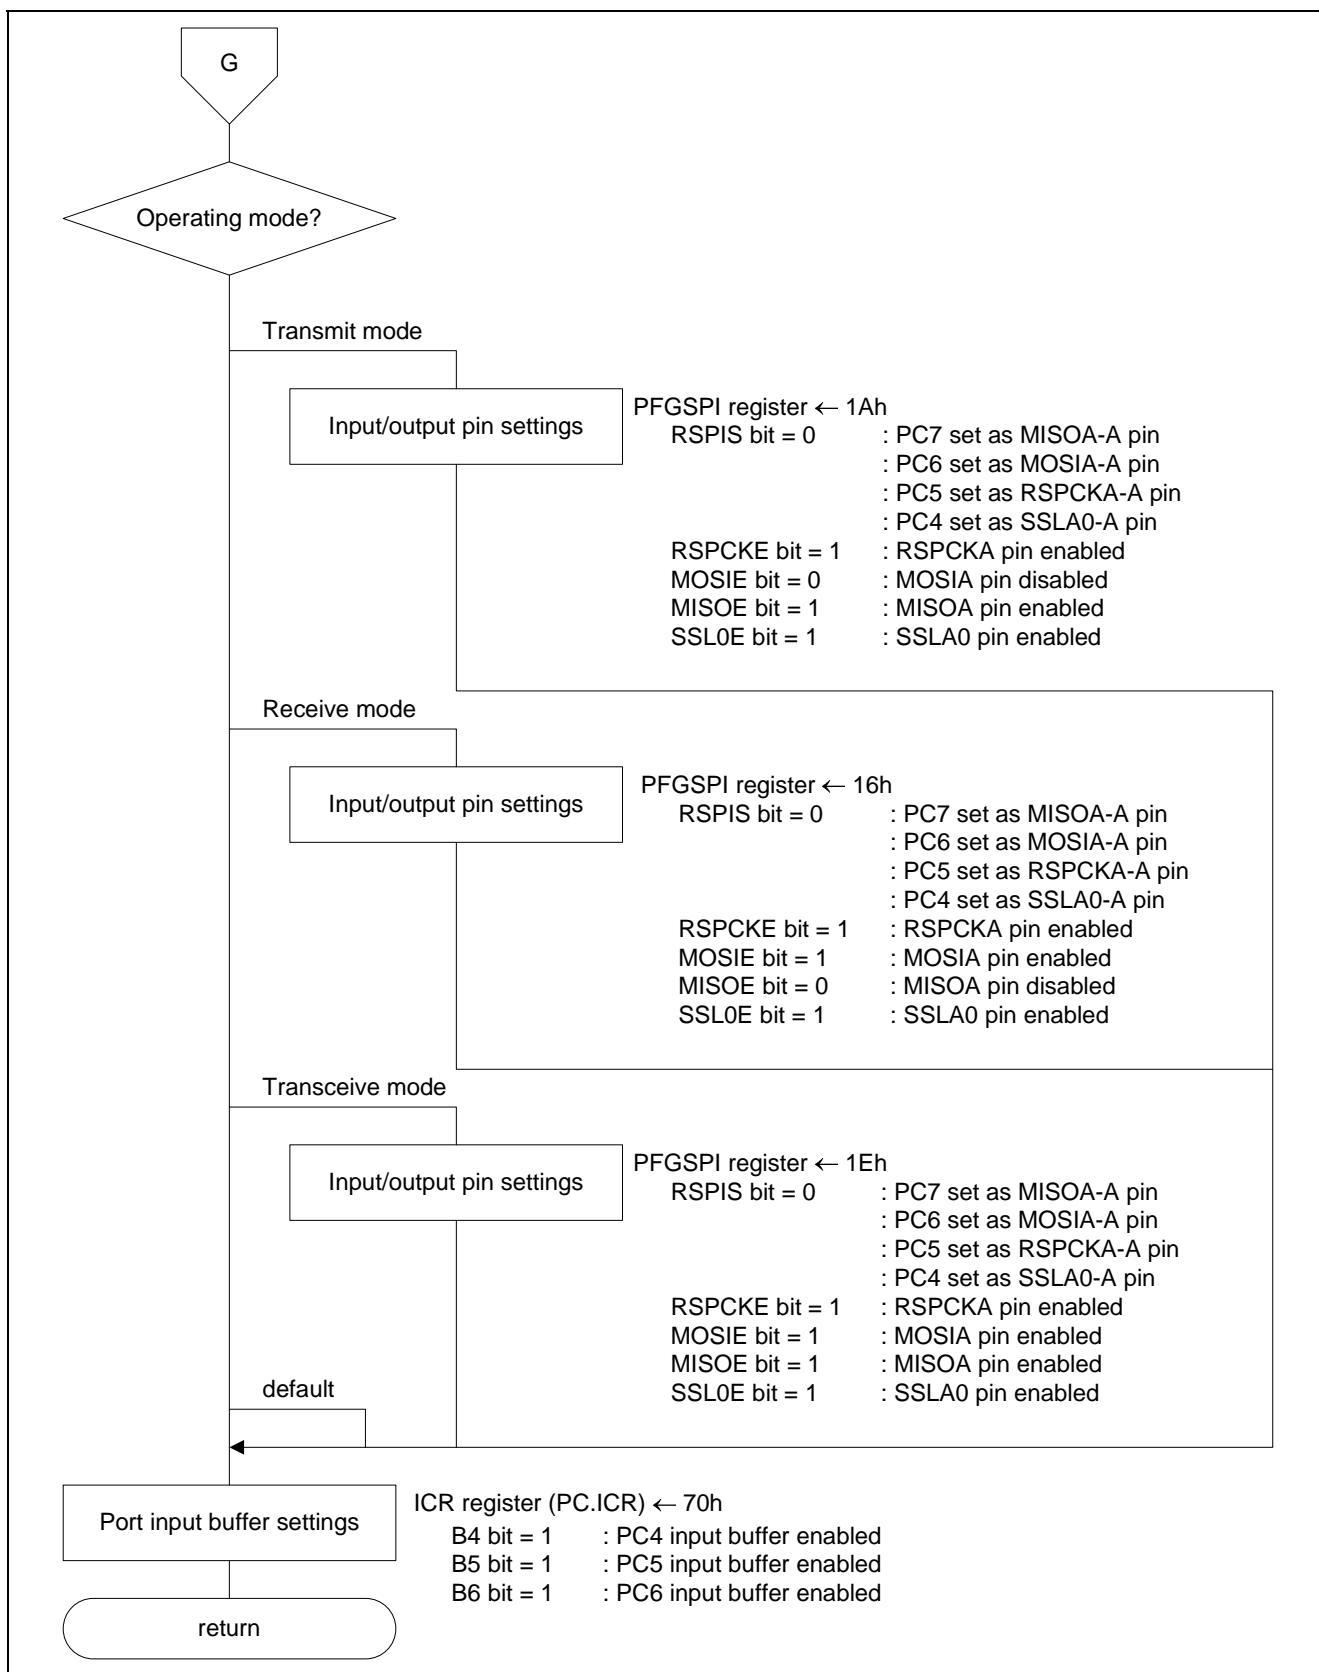 G
Operating mode?
Transmit mode
Input/output pin settings
PFGSPI register ← 1Ah
RSPIS bit = 0 : PC7 set as MISOA-A pin
: PC6 set as MOSIA-A pin
: PC5 set as RSPCKA-A pin
: PC4 set as SSLA0-A pin
RSPCKE bit = 1 : RSPCKA pin enabled
MOSIE bit = 0 : MOSIA pin disabled
MISOE bit = 1 : MISOA pin enabled
SSL0E bit = 1 : SSLA0 pin enabled
Receive mode
Input/output pin settings
PFGSPI register ← 16h
RSPIS bit = 0 : PC7 set as MISOA-A pin
: PC6 set as MOSIA-A pin
: PC5 set as RSPCKA-A pin
: PC4 set as SSLA0-A pin
RSPCKE bit = 1 : RSPCKA pin enabled
MOSIE bit = 1 : MOSIA pin enabled
MISOE bit = 0 : MISOA pin disabled
SSL0E bit = 1 : SSLA0 pin enabled
Transceive mode
Input/output pin settings
PFGSPI register ← 1Eh
RSPIS bit = 0 : PC7 set as MISOA-A pin
: PC6 set as MOSIA-A pin
: PC5 set as RSPCKA-A pin
: PC4 set as SSLA0-A pin
RSPCKE bit = 1 : RSPCKA pin enabled
MOSIE bit = 1 : MOSIA pin enabled
MISOE bit = 1 : MISOA pin enabled
SSL0E bit = 1 : SSLA0 pin enabled
default
Port input buffer settings
ICR register (PC.ICR) ← 70h
B4 bit = 1 : PC4 input buffer enabled
B5 bit = 1 : PC5 input buffer enabled
B6 bit = 1 : PC6 input buffer enabled
return